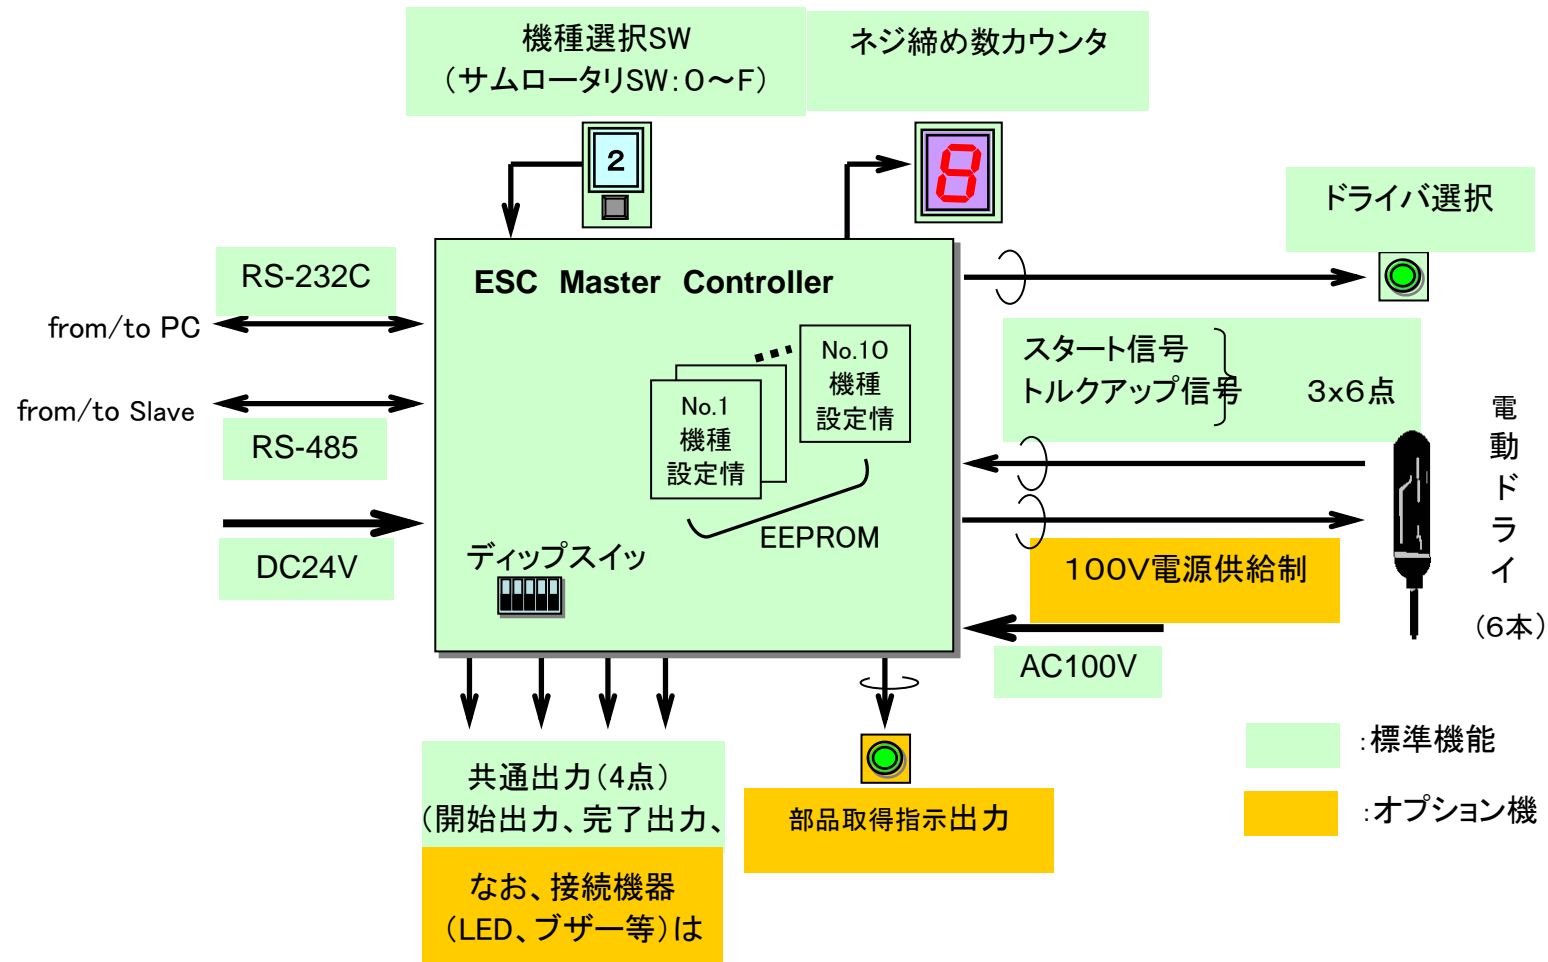 機種選択SW
（サムロータリSW:0〜F）
2
ネジ締め数カウンタ
8
ドライバ選択
RS-232C
from/to PC
from/to Slave
RS-485
DC24V
ESC Master Controller
No.10
機種
設定情
No.1
機種
設定情
EEPROM
ディップスイッ
スタート信号
トルクアップ信号 3x6点
電動ドライ
（6本）
100V電源供給制
AC100V
共通出力（4点）
（開始出力、完了出力、
なお、接続機器
（LED、ブザー等）は
部品取得指示出力
:標準機能
:オプション機